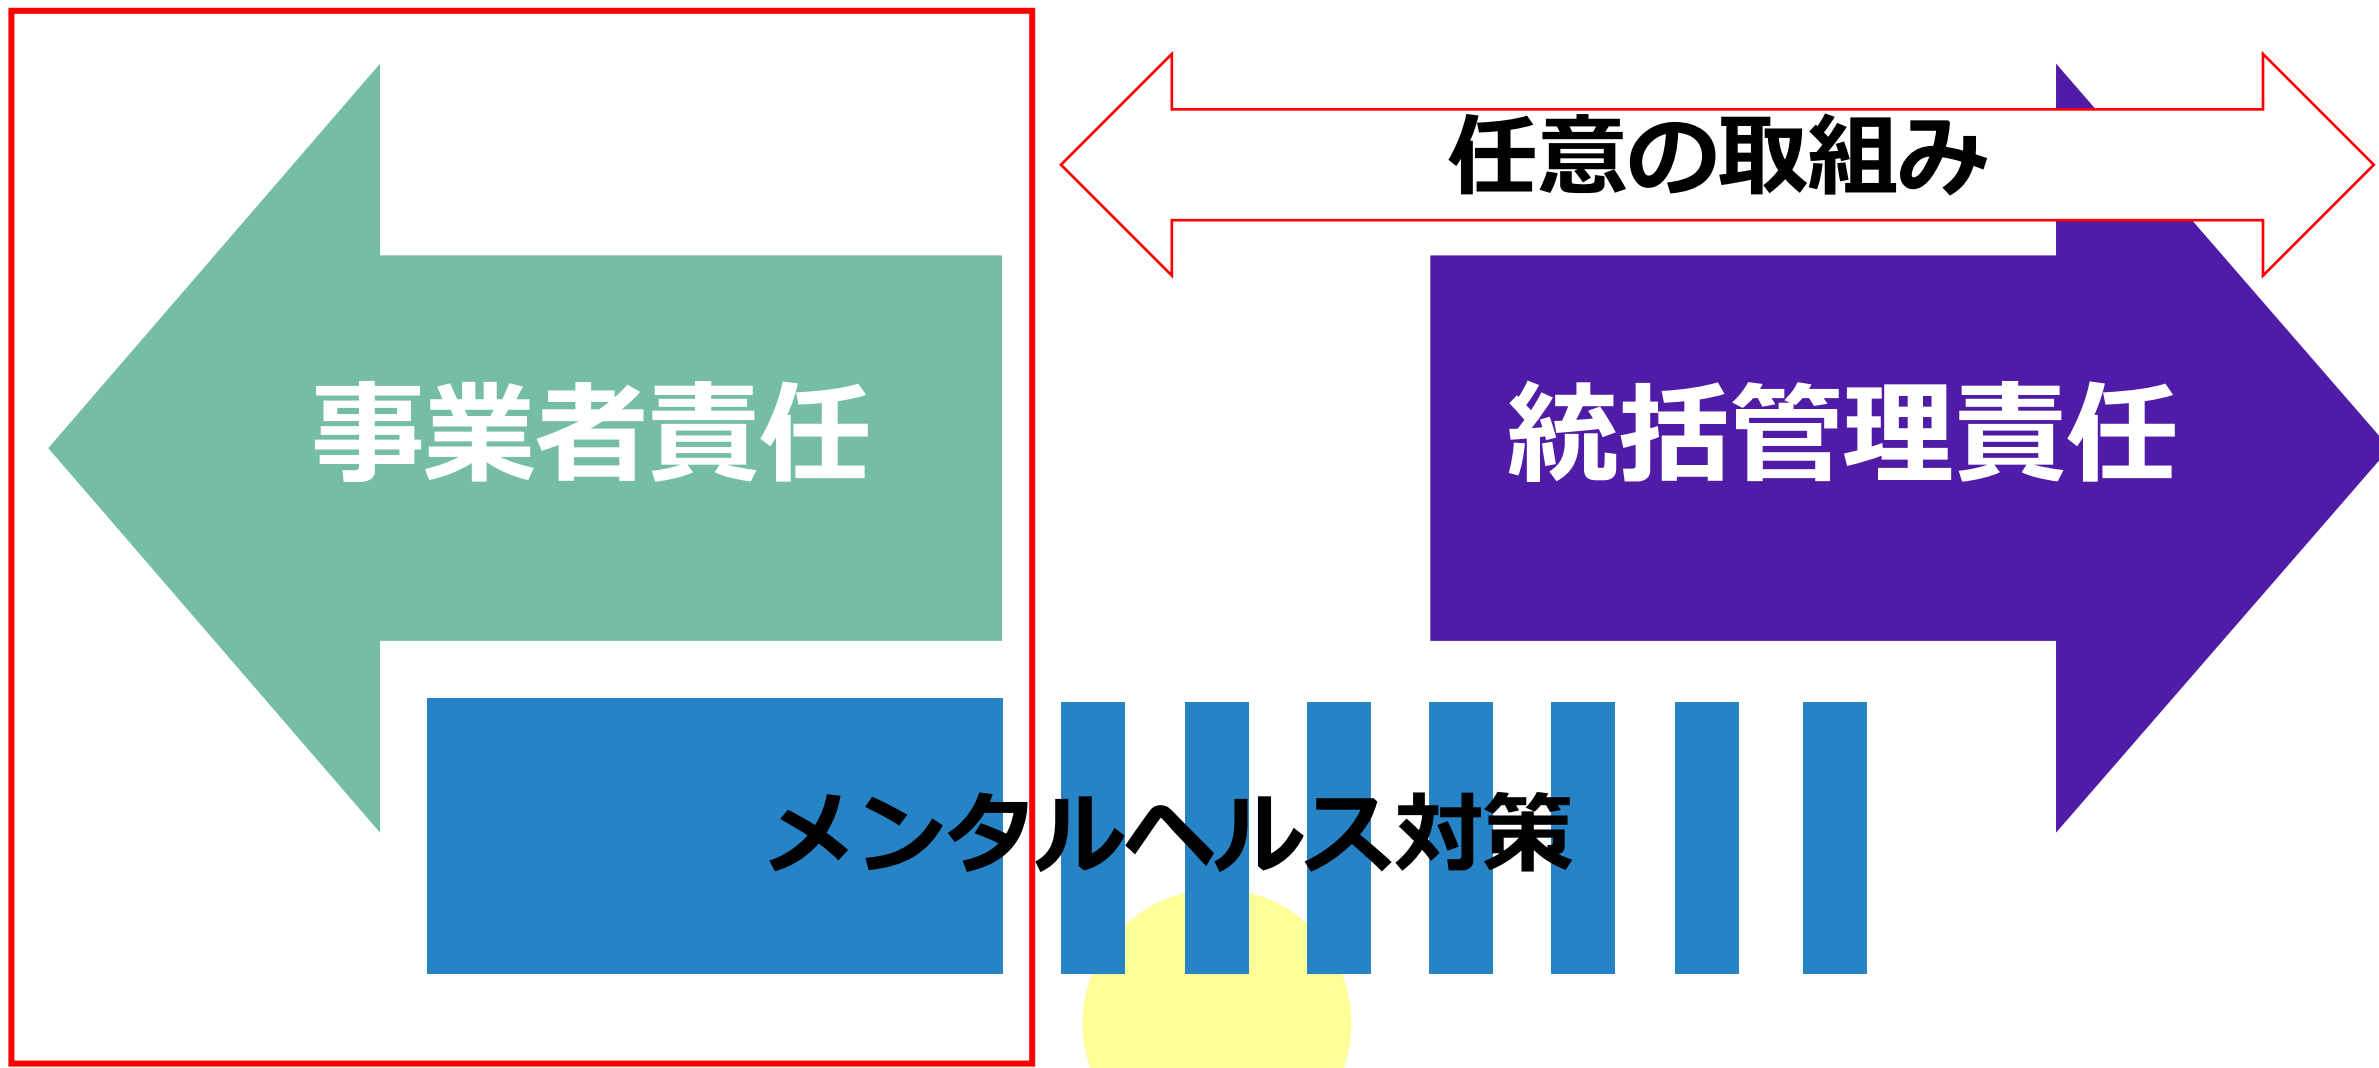 任意の取組み
事業者責任
統括管理責任
メンタルヘルス対策